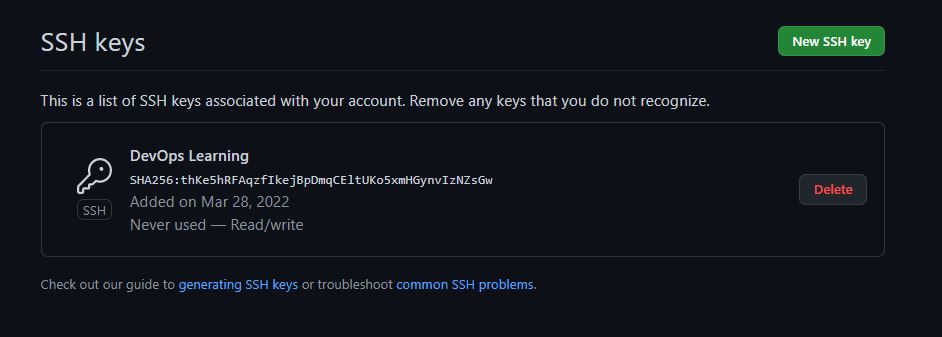 SSH keys
New SSH key
This is a list of SSH keys associated with your account. Remove any keys that you do not recognize.
DevOps Learning
SHA256:thKe5hRFAqzfIkejBpDmqCEltUKo5xmHGynvIzNZsGw
Added on Mar 28, 2022
Never used — Read/write
SSH
Delete
Check out our guide to generating SSH keys or troubleshoot common SSH problems.